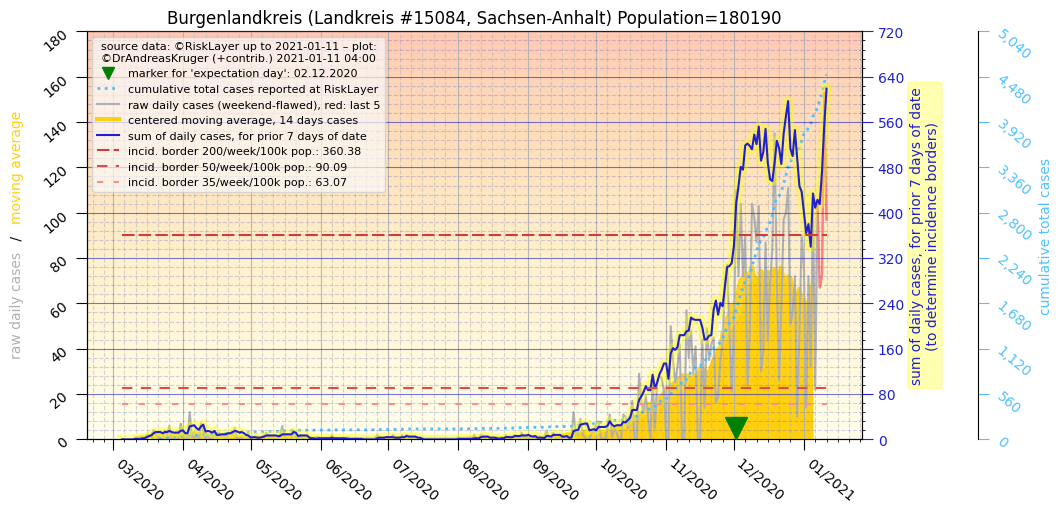 Burgenlandkreis (Landkreis #15084, Sachsen-Anhalt) Population=180190
source data: ©RiskLayer up to 2021-01-11 – plot:
©DrAndreasKruger (+contrib.) 2021-01-11 04:00
marker for 'expectation day': 02.12.2020
cumulative total cases reported at RiskLayer
raw daily cases (weekend-flawed), red: last 5
centered moving average, 14 days cases
sum of daily cases, for prior 7 days of date
incid. border 200/week/100k pop.: 360.38
incid. border 50/week/100k pop.: 90.09
incid. border 35/week/100k pop.: 63.07
raw daily cases / moving average
180
160
140
120
100
80
60
40
20
0
03/2020
04/2020
05/2020
06/2020
07/2020
08/2020
09/2020
10/2020
11/2020
12/2020
01/2021
720
640
560
480
400
320
240
160
80
0
sum of daily cases, for prior 7 days of date
(to determine incidence borders)
5,040
4,480
3,920
3,360
2,800
2,240
1,680
1,120
560
0
cumulative total cases